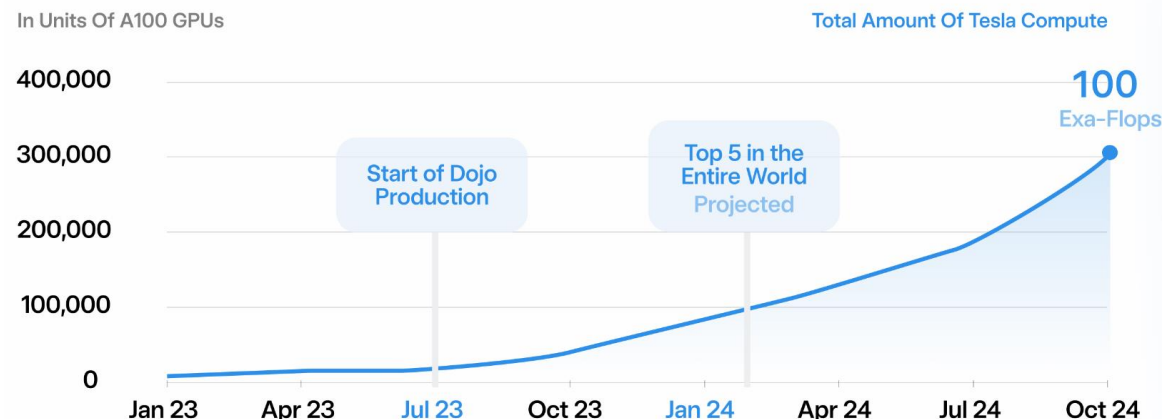 In Units Of A100 GPUs
Total Amount Of Tesla Compute
400,000
100
Exa-Flops
300,000
Start of Dojo
Production
Top 5 in the
Entire World
Projected
200,000
100,000
0
Jan 23
Apr 23
Jul 23
Oct 23
Jan 24
Apr 24
Jul 24
Oct 24